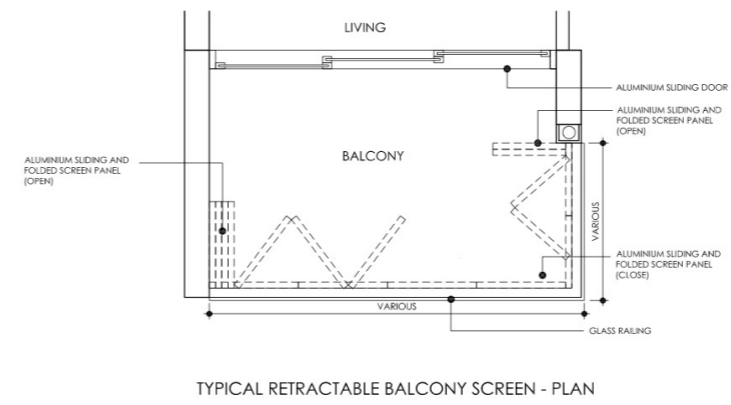 LIVING
ALUMINIUM SLIDING DOOR
ALUMINIUM SLIDING AND
FOLDED SCREEN PANEL
(OPEN)
BALCONY
ALUMINIUM SLIDING AND
FOLDED SCREEN PANEL
(OPEN)
VARIOUS
ALUMINIUM SLIDING AND
FOLDED SCREEN PANEL
(CLOSE)
VARIOUS
GLASS RAILING
TYPICAL RETRACTABLE BALCONY SCREEN - PLAN